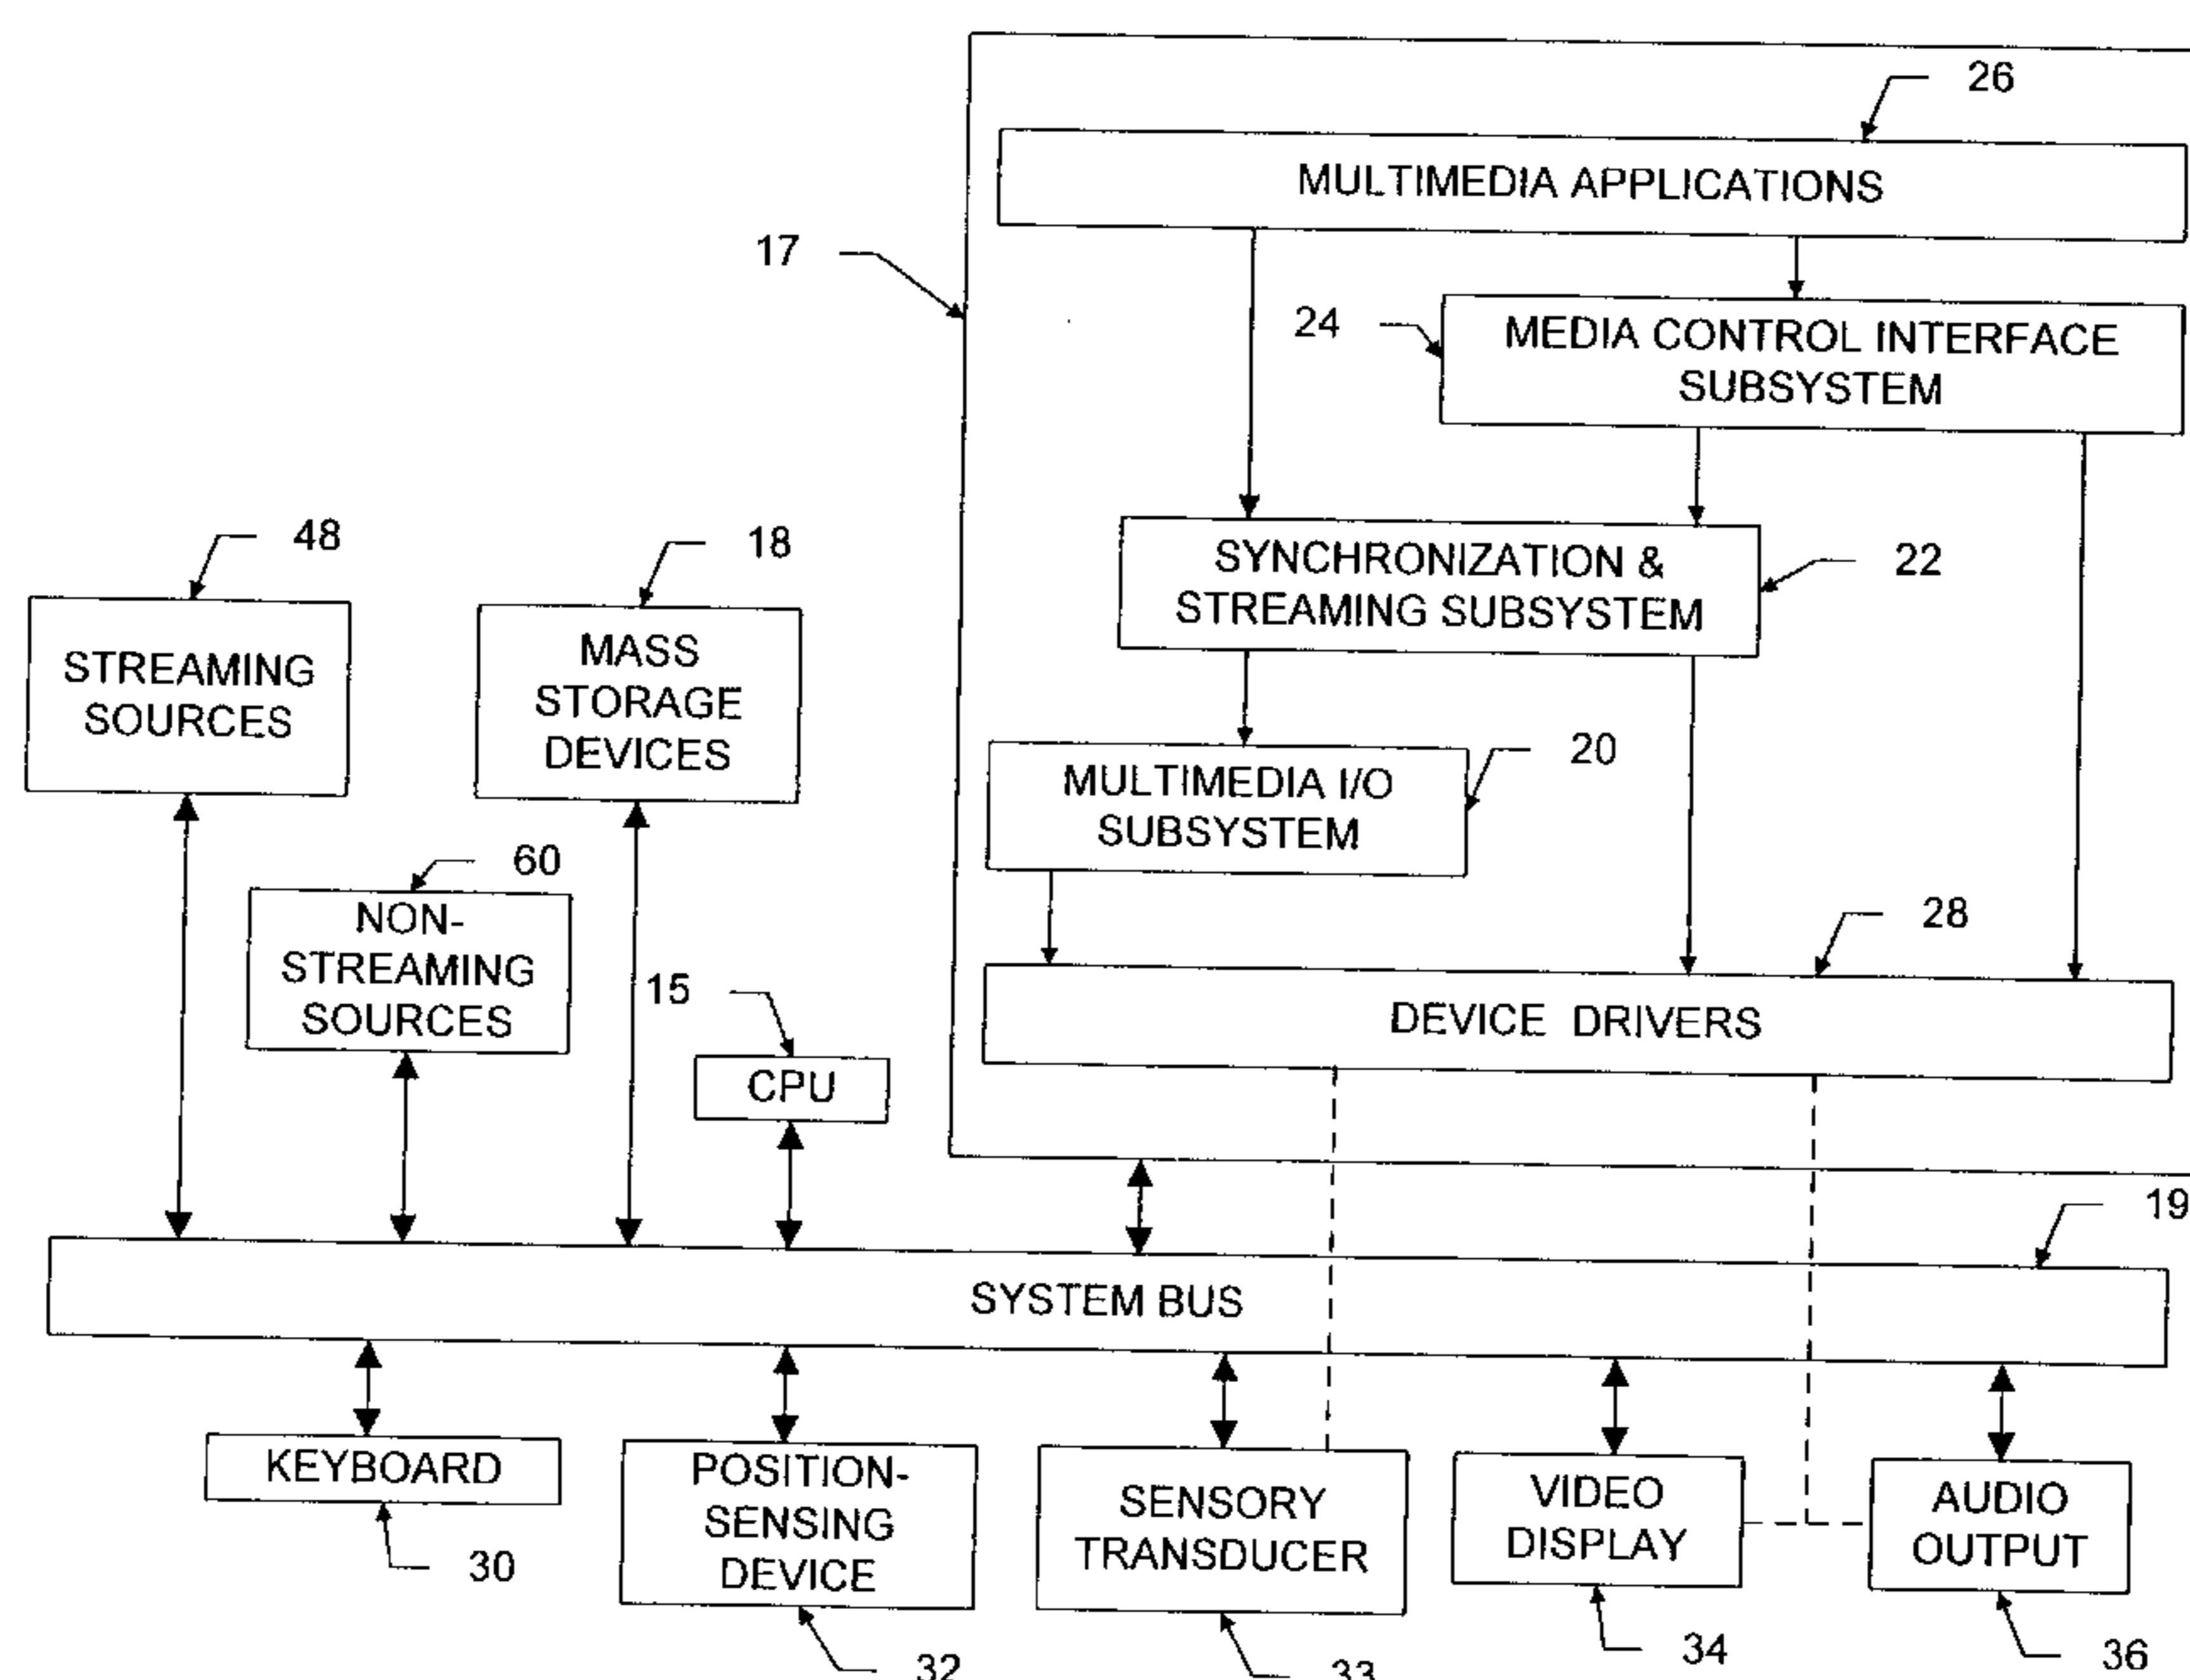 26
MULTIMEDIA APPLICATIONS
17
24
MEDIA CONTROL INTERFACE
SUBSYSTEM
48
18
SYNCHRONIZATION &
STREAMING SUBSYSTEM
22
STREAMING
SOURCES
MASS
STORAGE
DEVICES
20
MULTIMEDIA I/O
SUBSYSTEM
60
NON-
STREAMING
SOURCES
28
15
CPU
DEVICE DRIVERS
19
SYSTEM BUS
KEYBOARD
30
POSITION-
SENSING
DEVICE
32
SENSORY
TRANSDUCER
33
VIDEO
DISPLAY
34
AUDIO
OUTPUT
36